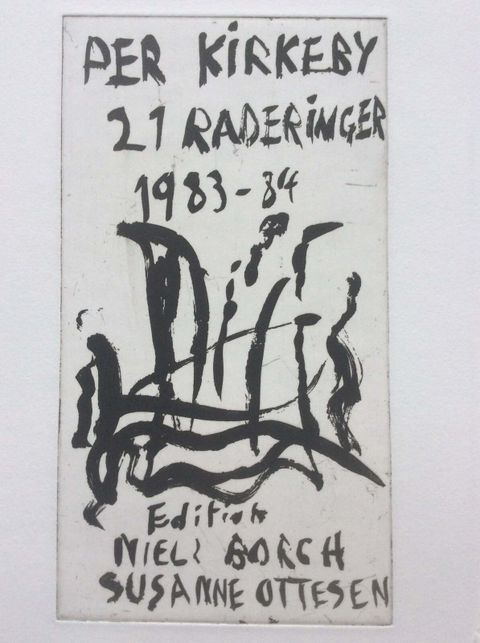 PER KIRKEBY
21 RADERINGER
1983-84
Edition
NIELS BORCH
SUSANNE OTTESEN